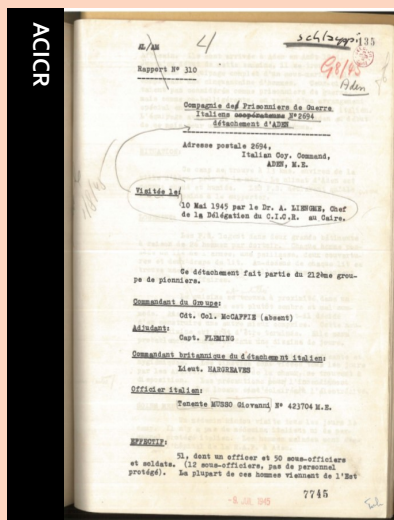 ACICR
AL/AM
4
schlappi
135
Rapport N° 310
G8/
Aden
Compagnie des Prisonniers de Guerre
Italiens coopérateurs N°2694
détachement d'ADEN
Adresse postale 2694,
Italian Coy. Command,
ADEN, M.E.
Visitée le:
10 Mai 1945 par le Dr. A. LIENGME, Chef
de la Délégation du C.I.C.R. au Caire.
Ce détachement fait partie du 212ème grou-
pe de pionniers.
Commandant du Groupe:
Cdt. Col. McCAFFIE (absent)
Adjudant:
Capt. FLEMING
Commandant britannique du détachement italien:
Lieut. HARGREAVES
Officier italien:
Tenente MUSSO Giovanni N° 423704 M.E.
EFFECTIF:
51, dont un officer et 50 sous-officiers
et soldats. (12 sous-officiers, pas de personnel
protégé). La plupart de ces hommes viennent de l'Est
7745